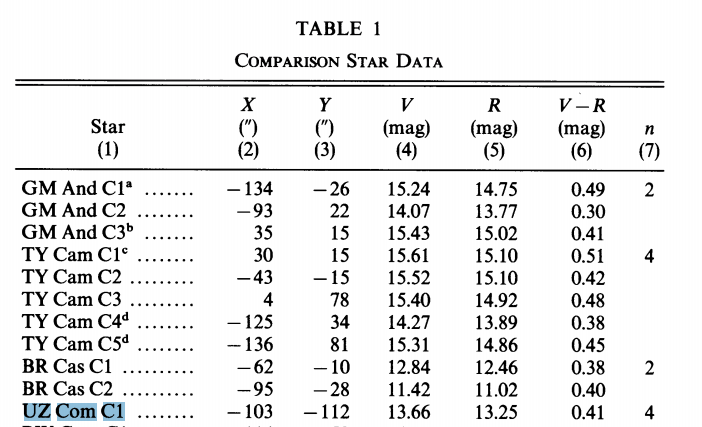 TABLE 1
COMPARISON STAR DATA
X Y V R V−R
Star (″) (″) (mag) (mag) (mag) n
(1) (2) (3) (4) (5) (6) (7)
GM And C1ᵃ ....... −134 −26 15.24 14.75 0.49 2
GM And C2 ....... −93 22 14.07 13.77 0.30
GM And C3ᵇ ....... 35 15 15.43 15.02 0.41
TY Cam C1ᶜ ....... 30 15 15.61 15.10 0.51 4
TY Cam C2 ....... −43 −15 15.52 15.10 0.42
TY Cam C3 ....... 4 78 15.40 14.92 0.48
TY Cam C4ᵈ ....... −125 34 14.27 13.89 0.38
TY Cam C5ᵈ ....... −136 81 15.31 14.86 0.45
BR Cas C1 ......... −62 −10 12.84 12.46 0.38 2
BR Cas C2 ......... −95 −28 11.42 11.02 0.40
UZ Com C1 ........ −103 −112 13.66 13.25 0.41 4